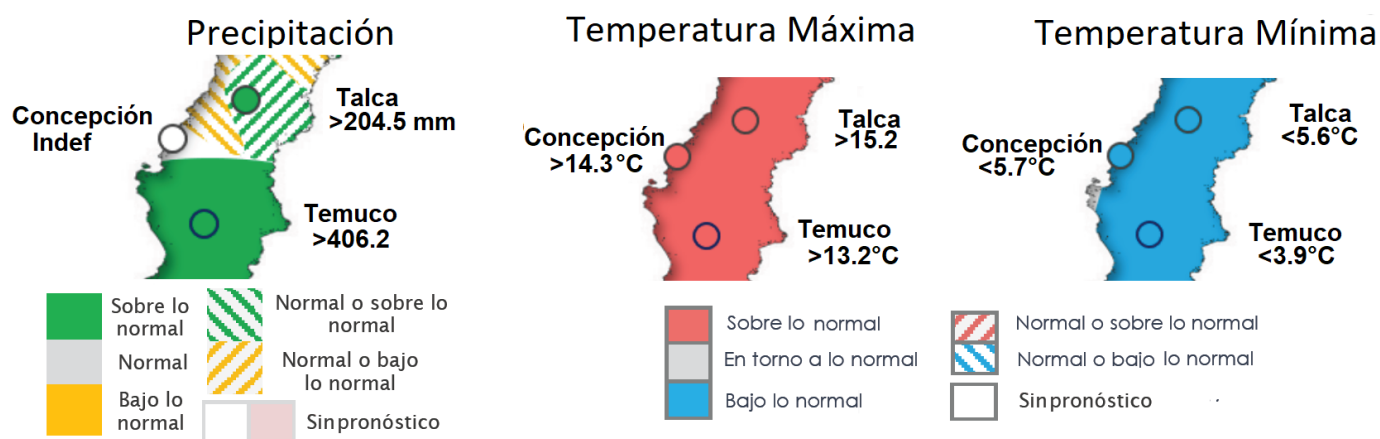 Precipitación
Concepción
Indef
Talca
>204.5 mm
Temuco
>406.2
Sobre lo
normal
Normal
Bajo lo
normal
Normal o sobre lo
normal
Normal o bajo
lo normal
Sin pronóstico
Temperatura Máxima
Concepción
>14.3°C
Talca
>15.2
Temuco
>13.2°C
Sobre lo normal
En torno a lo normal
Bajo lo normal
Temperatura Mínima
Concepción
<5.7°C
Talca
<5.6°C
Temuco
<3.9°C
Normal o sobre lo normal
Normal o bajo lo normal
Sin pronóstico